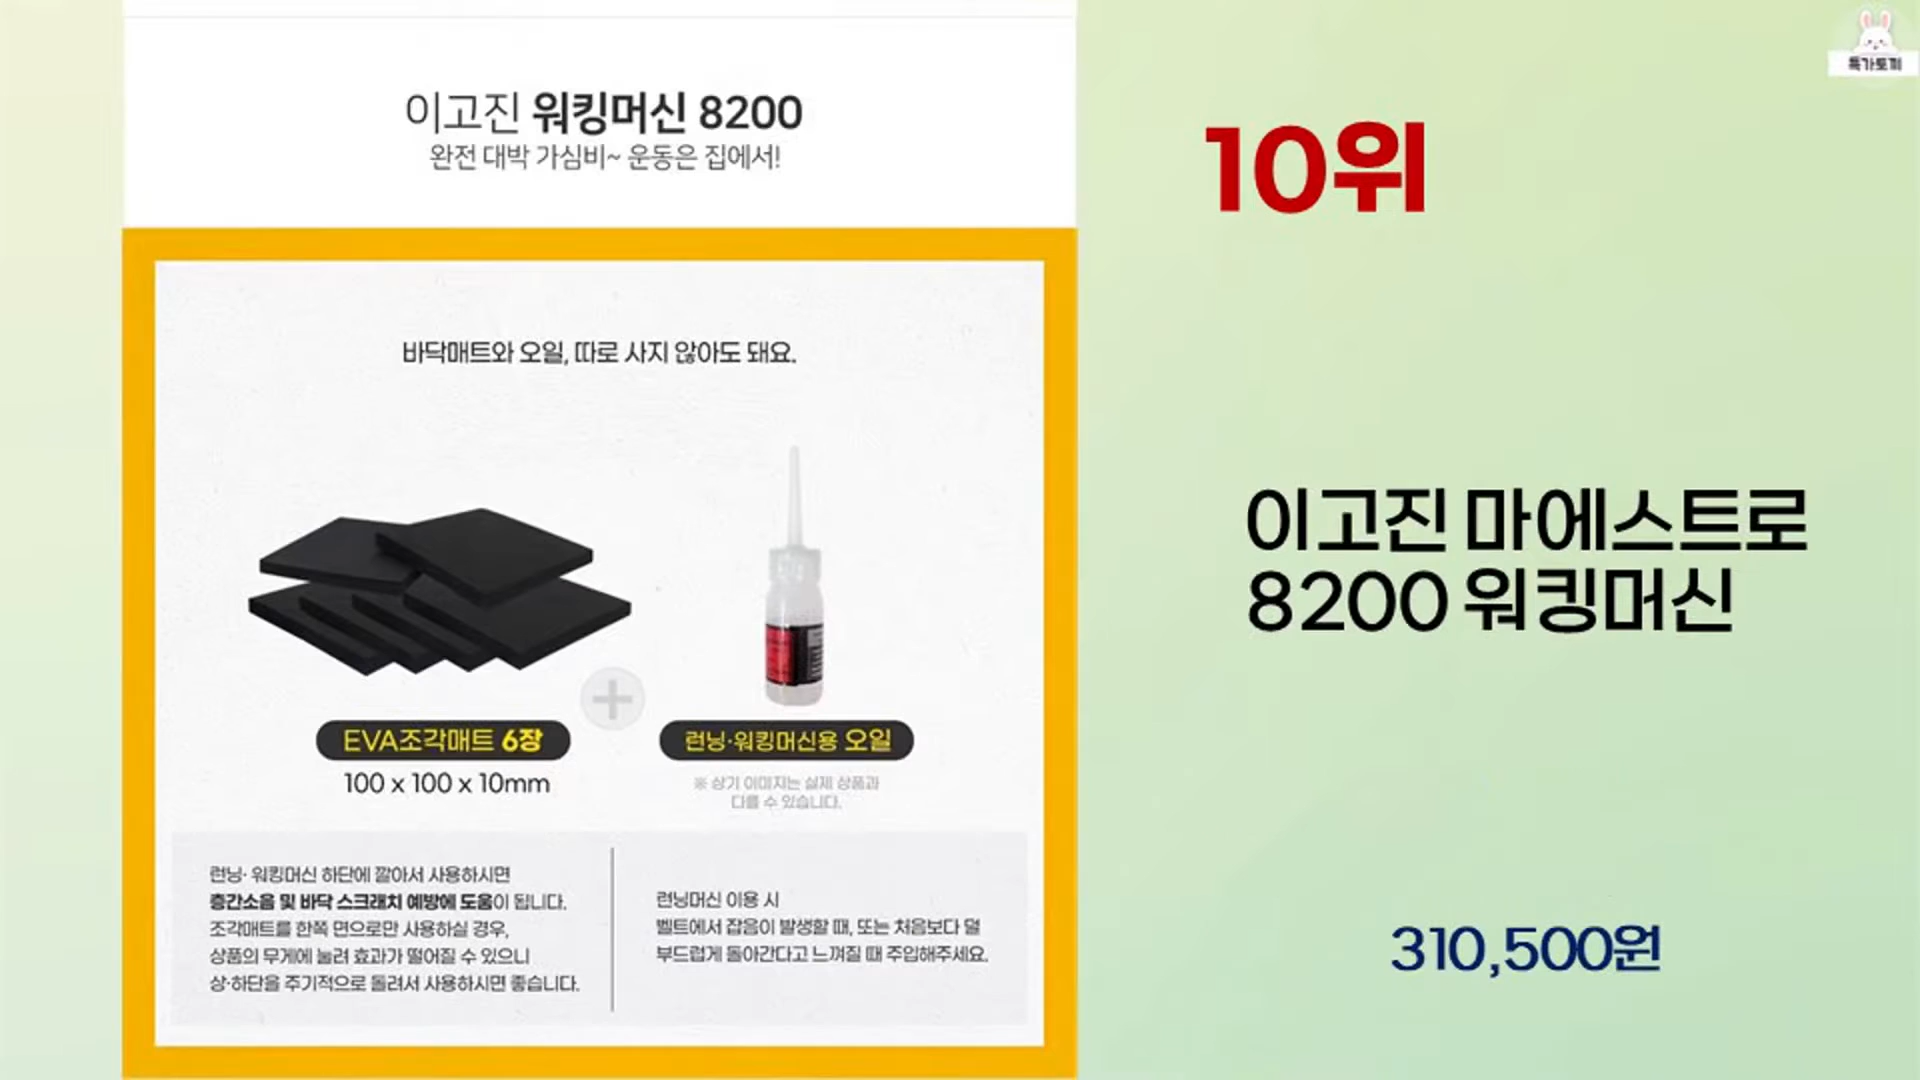 이고진 워킹머신 8200
완전 대박 가심비~ 운동은 집에서!
바닥매트와 오일, 따로 사지 않아도 돼요.
EVA조각매트 6장
100 x 100 x 10mm
런닝·워킹머신용 오일
※ 상기 이미지는 실제 상품과
다를 수 있습니다.
런닝· 워킹머신 하단에 깔아서 사용하시면
층간소음 및 바닥 스크래치 예방에 도움이 됩니다.
조각매트를 한쪽 면으로만 사용하실 경우,
상품의 무게에 눌려 효과가 떨어질 수 있으니
상·하단을 주기적으로 돌려서 사용하시면 좋습니다.
런닝머신 이용 시
벨트에서 잡음이 발생할 때, 또는 처음보다 덜
부드럽게 돌아간다고 느껴질 때 주입해주세요.
특가토끼
10위
이고진 마에스트로
8200 워킹머신
310,500원